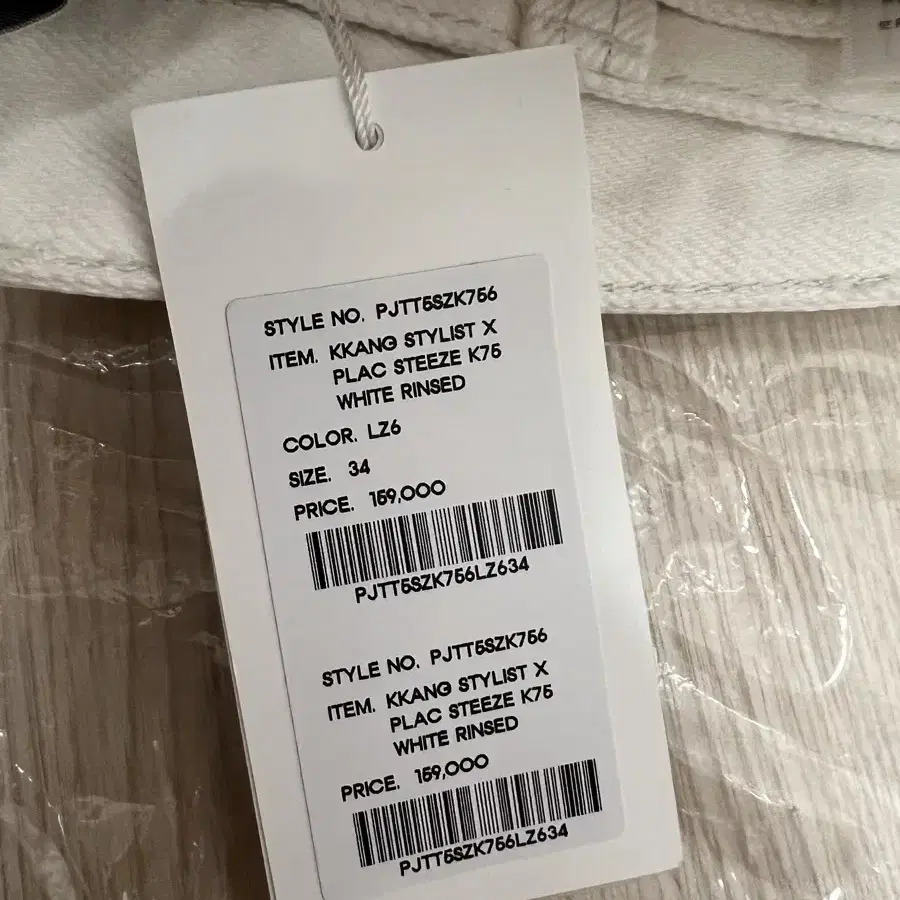 STYLE NO. PJTT5SZK756
ITEM. KKANG STYLIST X
PLAC STEEZE K75
WHITE RINSED
COLOR. LZ6
SIZE. 34
PRICE. 159,000
PJTT5SZK756LZ634
STYLE NO. PJTT5SZK756
ITEM. KKANG STYLIST X
PLAC STEEZE K75
WHITE RINSED
PRICE. 159,000
PJTT5SZK756LZ634